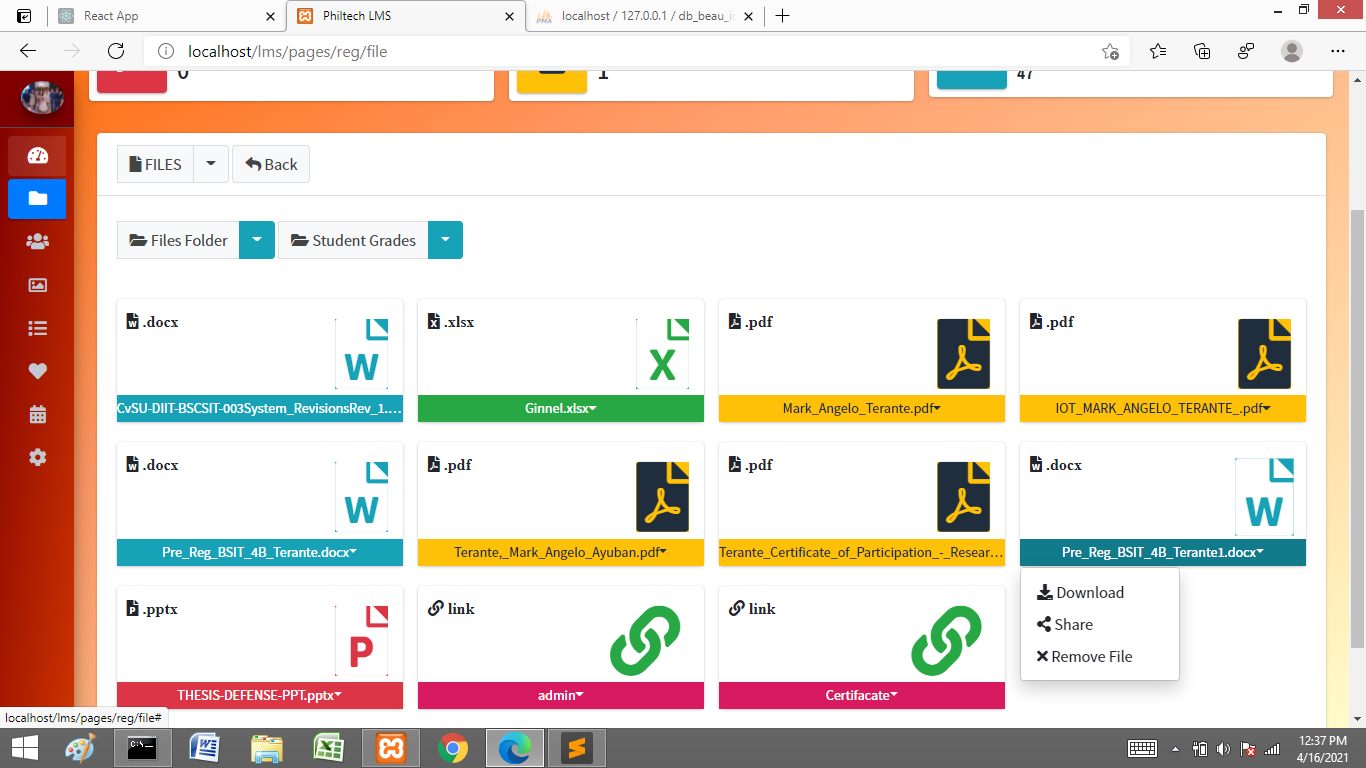 React App
Philtech LMS
localhost / 127.0.0.1 / db_beau_i
localhost/lms/pages/reg/file
0
1
47
FILES
Back
Files Folder
Student Grades
.docx
.xlsx
.pdf
.pdf
CvSU-DIIT-BSCSIT-003System_RevisionsRev_1....
Ginnel.xlsx
Mark_Angelo_Terante.pdf
IOT_MARK_ANGELO_TERANTE_.pdf
.docx
.pdf
.pdf
.docx
Pre_Reg_BSIT_4B_Terante.docx
Terante,_Mark_Angelo_Ayuban.pdf
Terante_Certificate_of_Participation_-_Resear...
Pre_Reg_BSIT_4B_Terante1.docx
Download
Share
Remove File
.pptx
link
link
THESIS-DEFENSE-PPT.pptx
admin
Certifacate
localhost/lms/pages/reg/file#
12:37 PM
4/16/2021